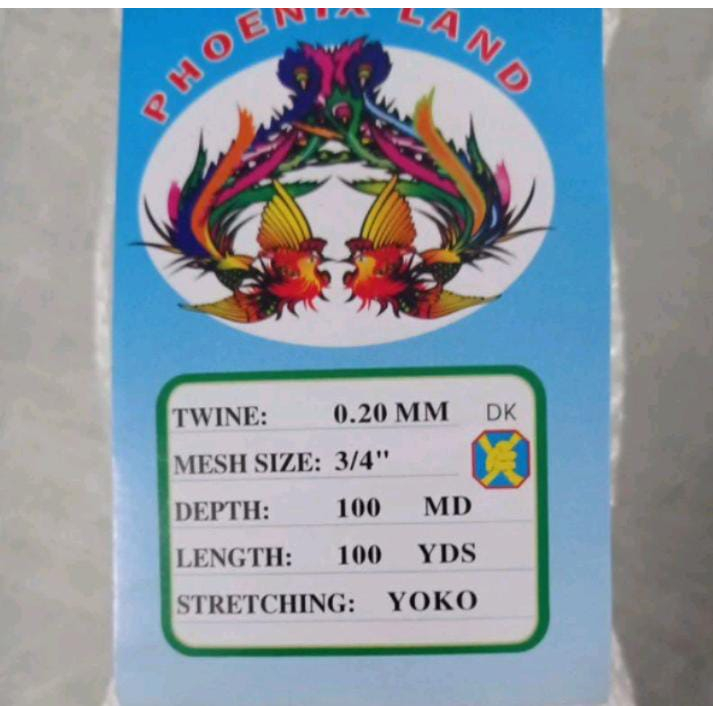 PHOENIX LAND
TWINE: 0.20 MM DK
MESH SIZE: 3/4"
DEPTH: 100 MD
LENGTH: 100 YDS
STRETCHING: YOKO